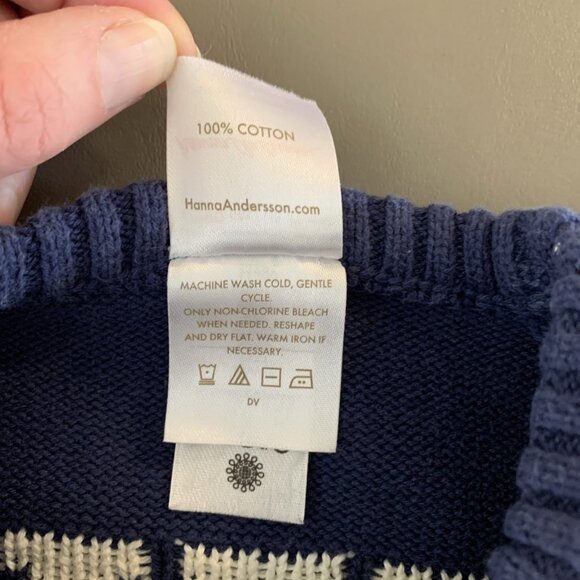 100% COTTON
HannaAndersson.com
MACHINE WASH COLD, GENTLE
CYCLE.
ONLY NON-CHLORINE BLEACH
WHEN NEEDED. RESHAPE
AND DRY FLAT. WARM IRON IF
NECESSARY.
DV